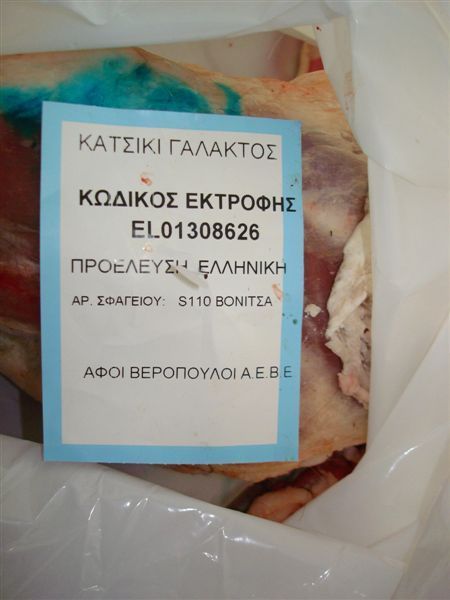 ΚΑΤΣΙΚΙ ΓΑΛΑΚΤΟΣ
ΚΩΔΙΚΟΣ ΕΚΤΡΟΦΗΣ
EL01308626
ΠΡΟΕΛΕΥΣΗ ΕΛΛΗΝΙΚΗ
ΑΡ. ΣΦΑΓΕΙΟΥ: S110 ΒΟΝΙΤΣΑ
ΑΦΟΙ ΒΕΡΟΠΟΥΛΟΙ Α.Ε.Β.Ε